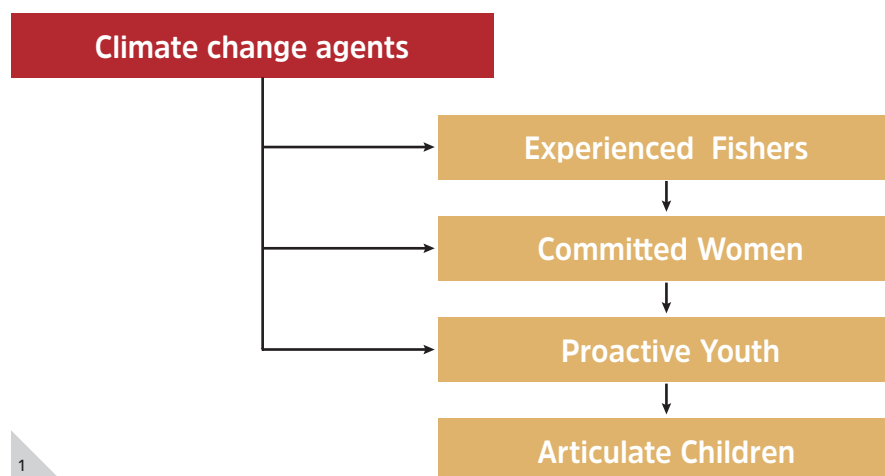 Climate change agents
Experienced Fishers
Committed Women
Proactive Youth
Articulate Children
1